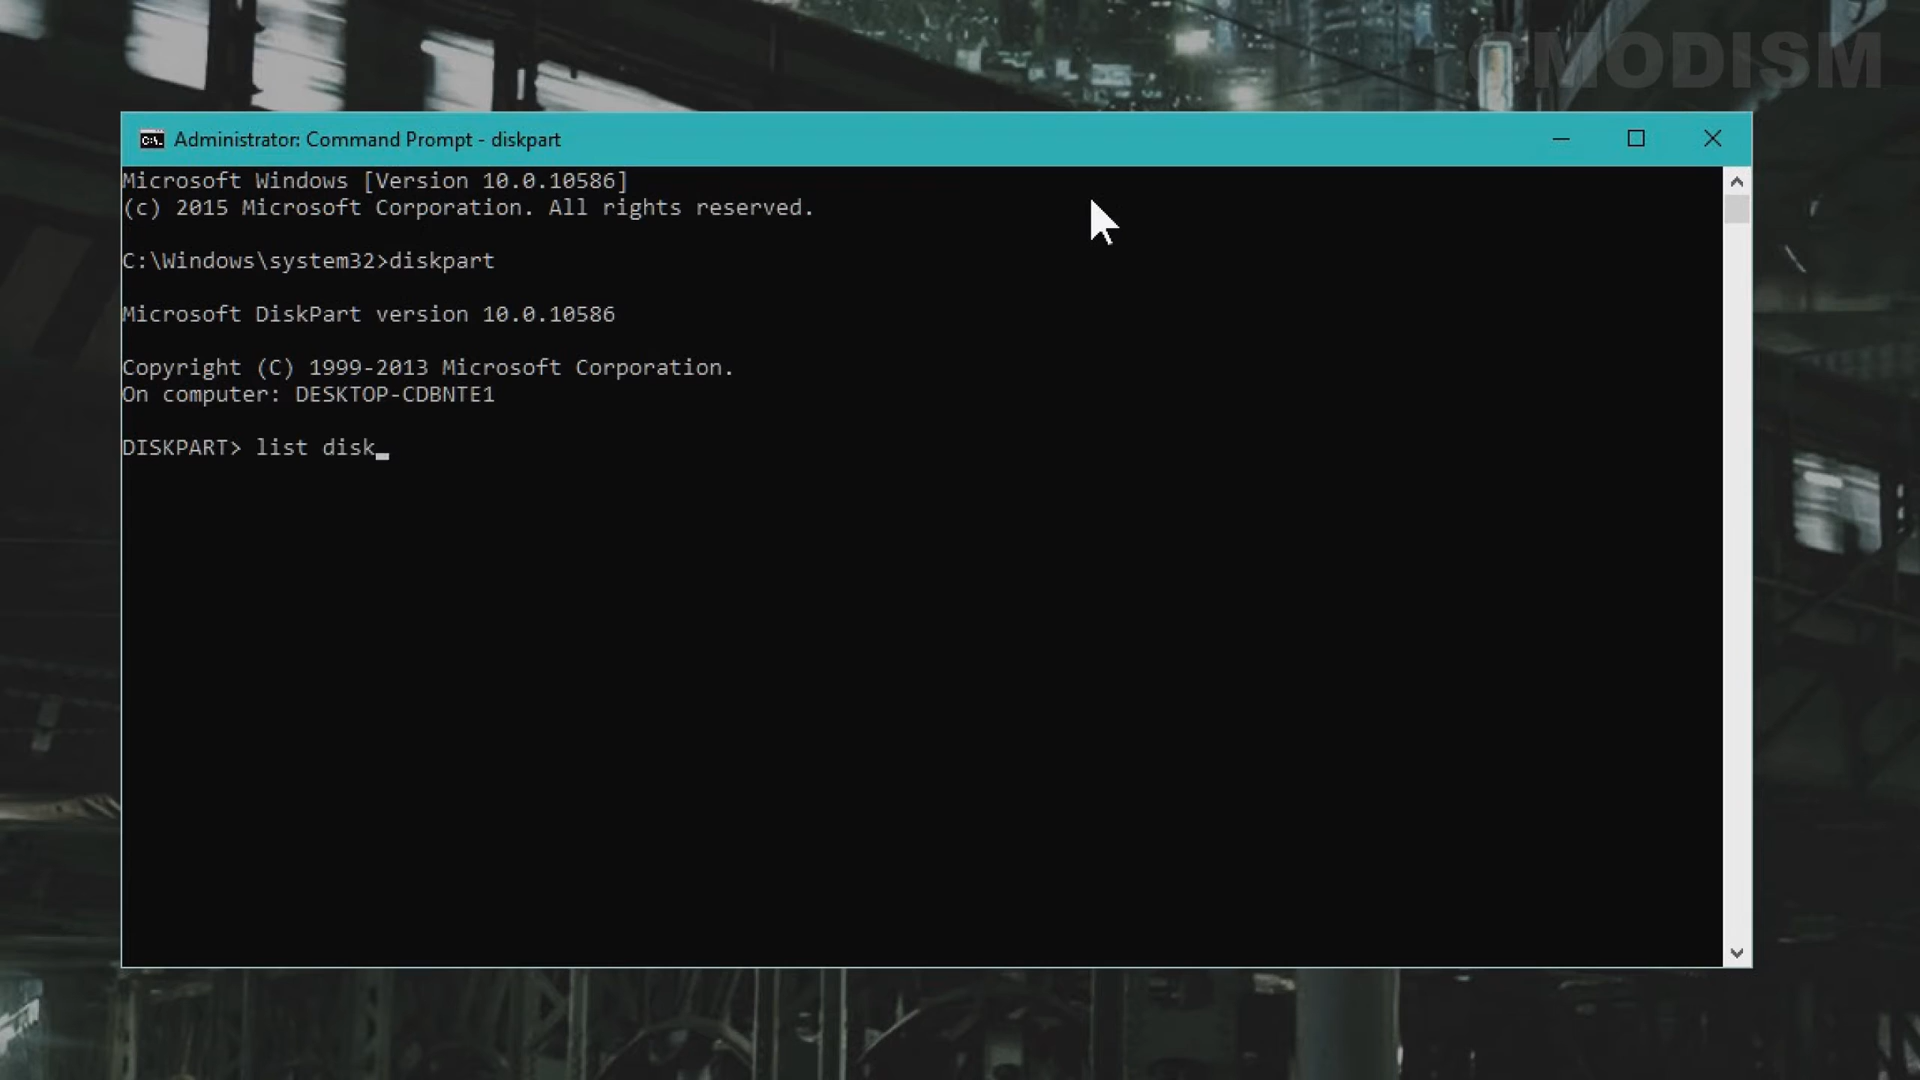 ©MODISM
Administrator: Command Prompt - diskpart
Microsoft Windows [Version 10.0.10586]
(c) 2015 Microsoft Corporation. All rights reserved.
C:\Windows\system32>diskpart
Microsoft DiskPart version 10.0.10586
Copyright (C) 1999-2013 Microsoft Corporation.
On computer: DESKTOP-CDBNTE1
DISKPART> list disk_